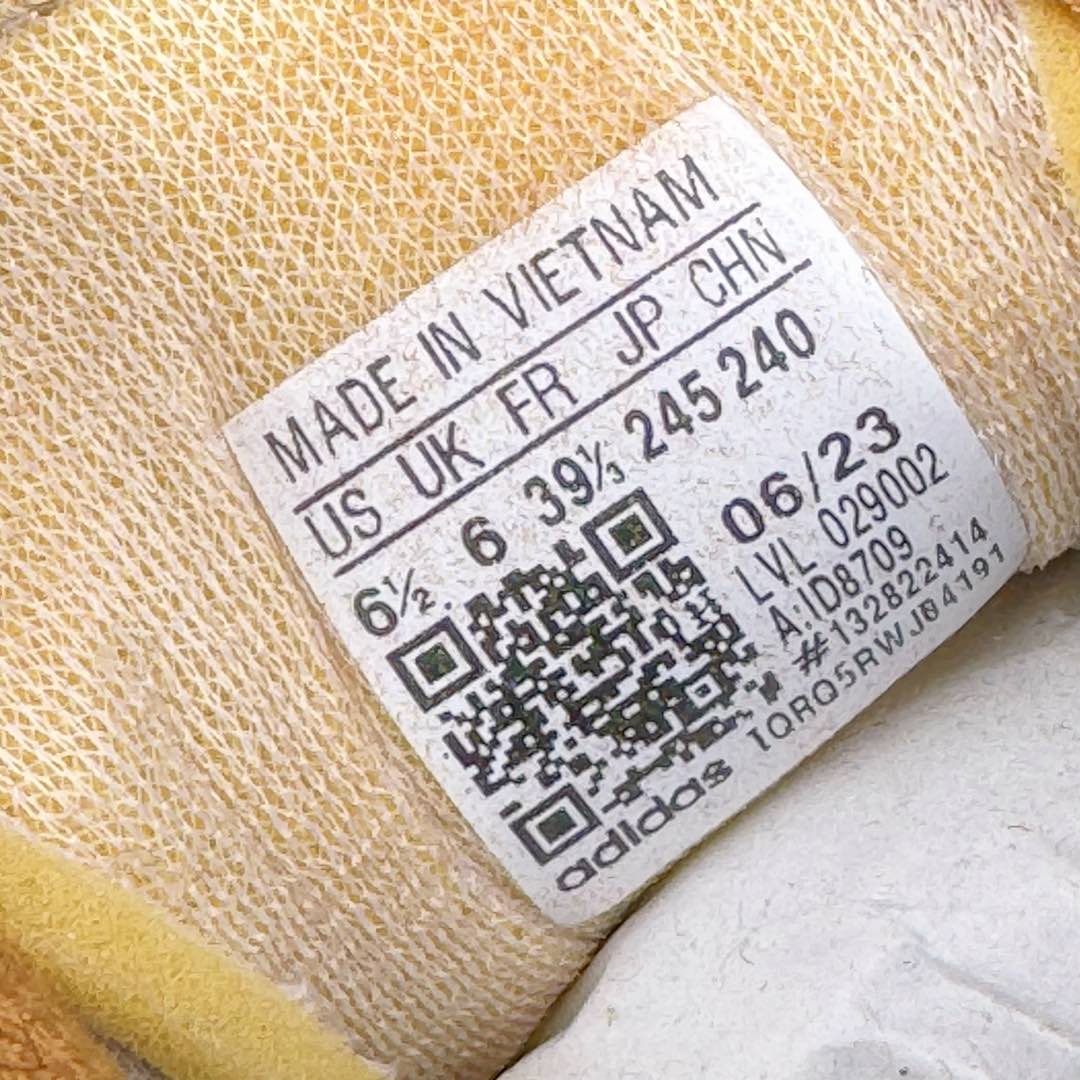 MADE IN VIETNAM
US UK FR JP CHN
6½ 6 39⅓ 245 240
06/23
LVL 029002
A:ID8709
#132822414
adidas